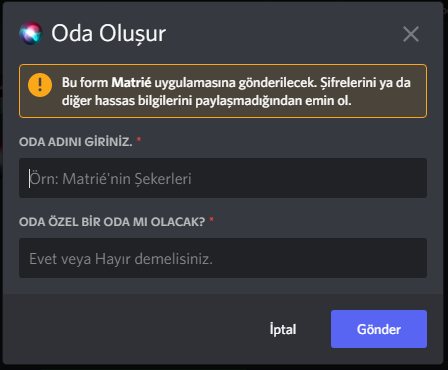 Oda Oluşur
Bu form Matrié uygulamasına gönderilecek. Şifrelerini ya da
diğer hassas bilgilerini paylaşmadığından emin ol.
ODA ADINI GİRİNİZ. *
Örn: Matrié'nin Şekerleri
ODA ÖZEL BİR ODA MI OLACAK? *
Evet veya Hayır demelisiniz.
İptal
Gönder